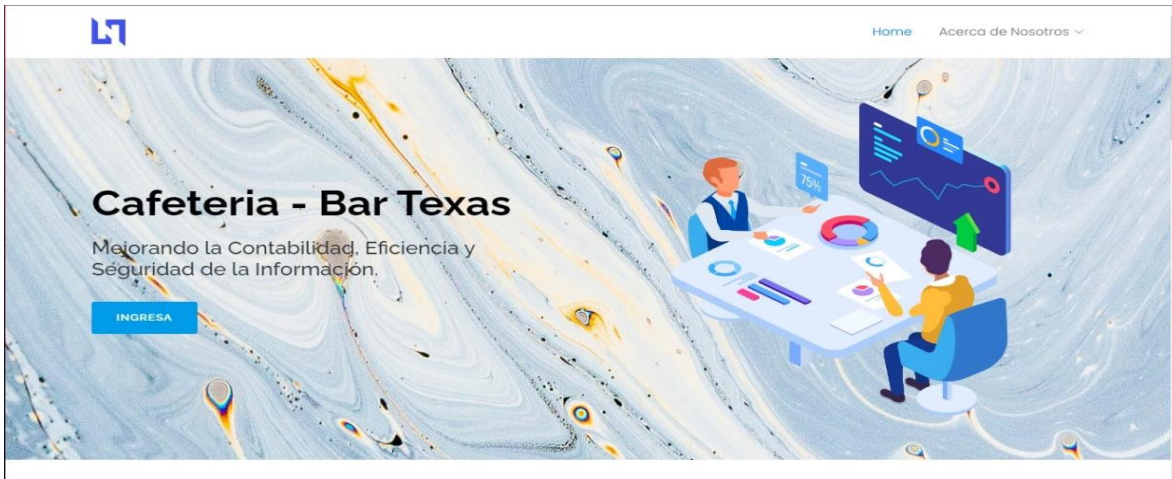 Home Acerca de Nosotros
Cafeteria - Bar Texas
Mejorando la Contabilidad, Eficiencia y
Seguridad de la Información.
INGRESA
75%